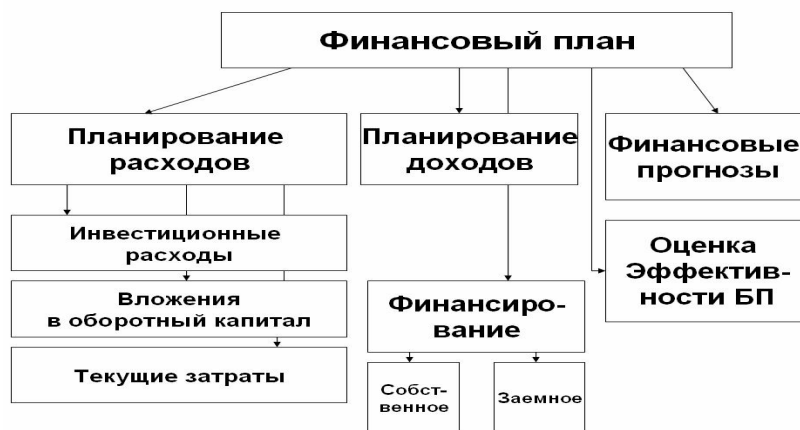 Финансовый план
Планирование
расходов
Планирование
доходов
Финансовые
прогнозы
Инвестиционные
расходы
Вложения
в оборотный капитал
Текущие затраты
Финансиро-
вание
Собст-
венное
Заемное
Оценка
Эффектив-
ности БП